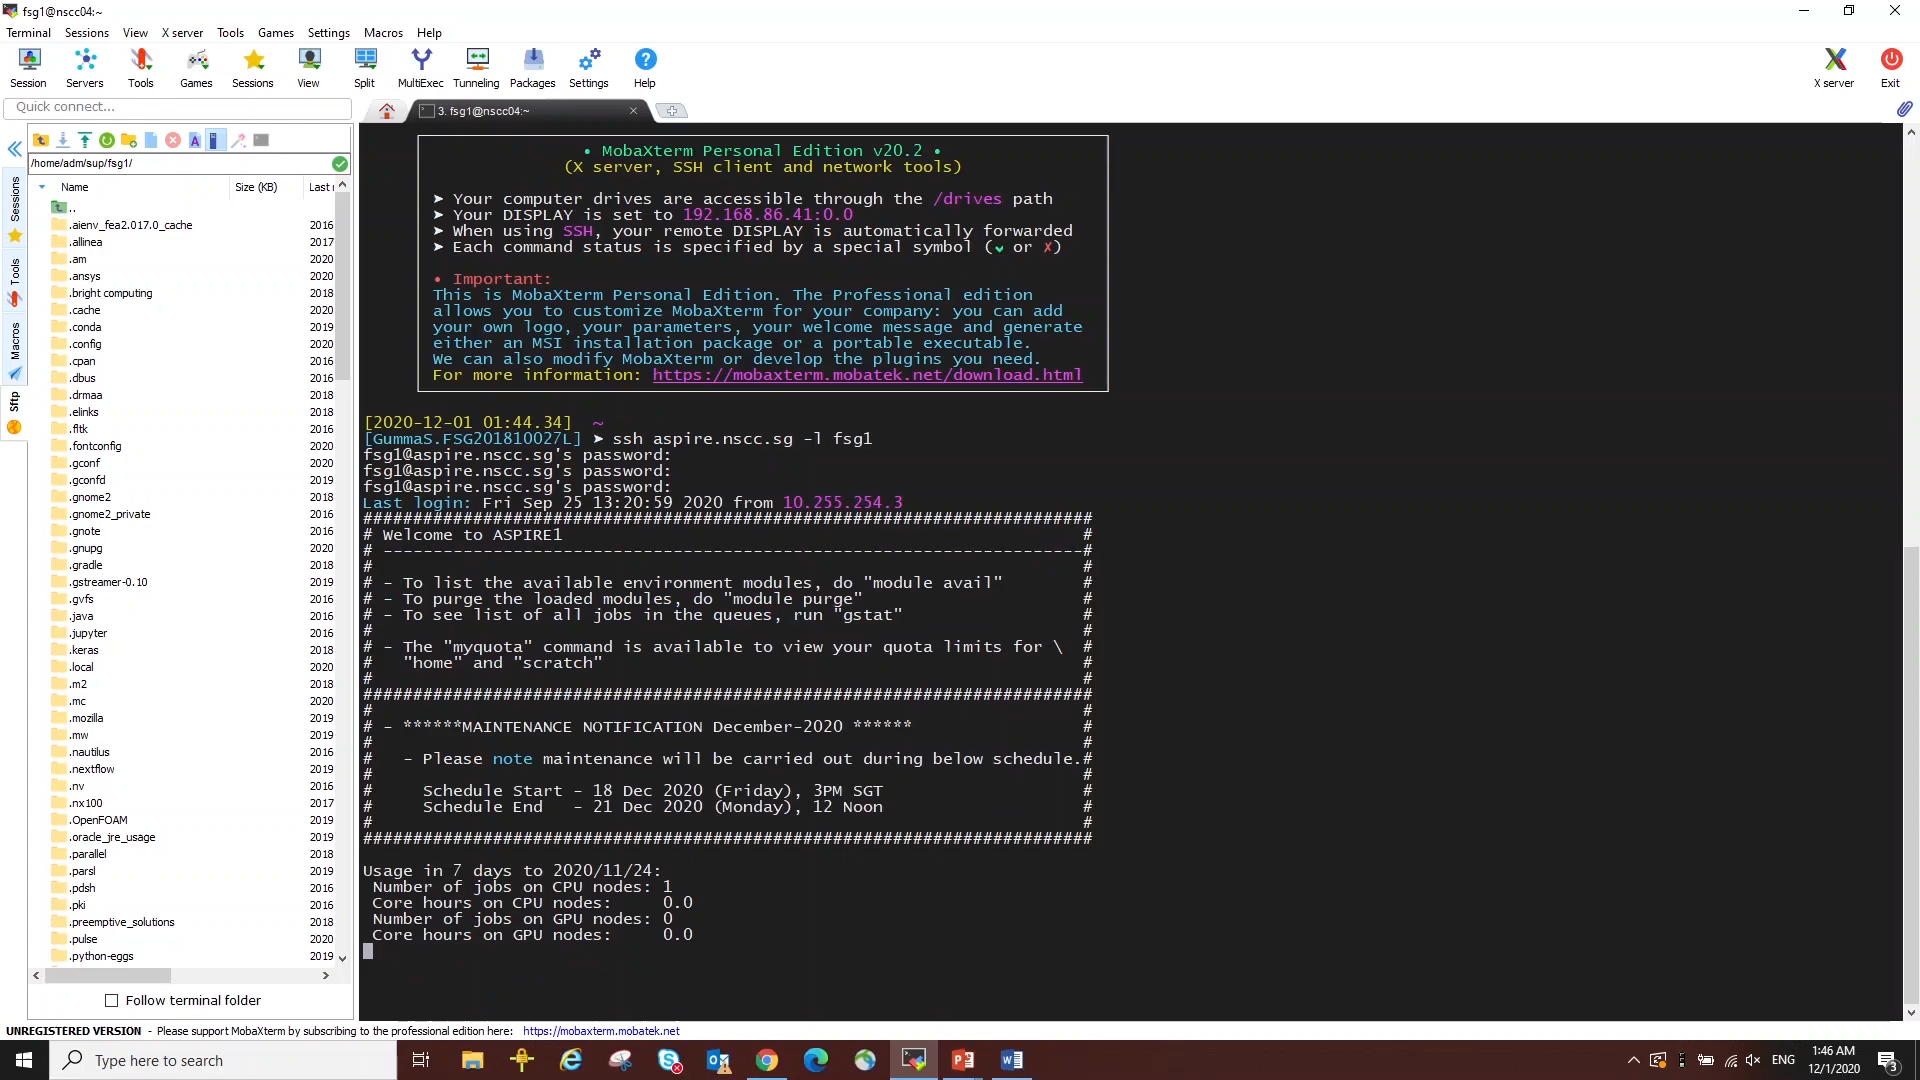 fsg1@nscc04:~
Terminal Sessions View X server Tools Games Settings Macros Help
Session Servers Tools Games Sessions View Split MultiExec Tunneling Packages Settings Help X server Exit
Quick connect...
3. fsg1@nscc04:~
/home/adm/sup/fsg1/
Name Size (KB) Last
..
.aienv_fea2.017.0_cache 2016
.allinea 2017
.am 2020
.ansys 2020
.bright computing 2018
.cache 2020
.conda 2019
.config 2020
.cpan 2016
.dbus 2016
.drmaa 2018
.elinks 2018
.fltk 2016
.fontconfig 2020
.gconf 2020
.gconfd 2019
.gnome2 2018
.gnome2_private 2016
.gnote 2016
.gnupg 2020
.gradle 2018
.gstreamer-0.10 2019
.gvfs 2016
.java 2016
.jupyter 2016
.keras 2018
.local 2020
.m2 2018
.mc 2020
.mozilla 2019
.mw 2019
.nautilus 2016
.nextflow 2019
.nv 2016
.nx100 2017
.OpenFOAM 2019
.oracle_jre_usage 2019
.parallel 2018
.parsl 2019
.pdsh 2016
.pki 2016
.preemptive_solutions 2018
.pulse 2020
.python-eggs 2019
Follow terminal folder
Sessions
Tools
Macros
Sftp
• MobaXterm Personal Edition v20.2 •
(X server, SSH client and network tools)
➤ Your computer drives are accessible through the /drives path
➤ Your DISPLAY is set to 192.168.86.41:0.0
➤ When using SSH, your remote DISPLAY is automatically forwarded
➤ Each command status is specified by a special symbol (✔ or ✗)
• Important:
This is MobaXterm Personal Edition. The Professional edition
allows you to customize MobaXterm for your company: you can add
your own logo, your parameters, your welcome message and generate
either an MSI installation package or a portable executable.
We can also modify MobaXterm or develop the plugins you need.
For more information: https://mobaxterm.mobatek.net/download.html
[2020-12-01 01:44.34] ~
[GummaS.FSG201810027L] ➤ ssh aspire.nscc.sg -l fsg1
fsg1@aspire.nscc.sg's password:
fsg1@aspire.nscc.sg's password:
fsg1@aspire.nscc.sg's password:
Last login: Fri Sep 25 13:20:59 2020 from 10.255.254.3
#########################################################################
# Welcome to ASPIRE1 #
# ----------------------------------------------------------------------#
# #
# - To list the available environment modules, do "module avail" #
# - To purge the loaded modules, do "module purge" #
# - To see list of all jobs in the queues, run "gstat" #
# #
# - The "myquota" command is available to view your quota limits for \ #
# "home" and "scratch" #
# #
#########################################################################
# #
# - ******MAINTENANCE NOTIFICATION December-2020 ****** #
# #
# - Please note maintenance will be carried out during below schedule.#
# #
# Schedule Start - 18 Dec 2020 (Friday), 3PM SGT #
# Schedule End - 21 Dec 2020 (Monday), 12 Noon #
# #
#########################################################################
Usage in 7 days to 2020/11/24:
Number of jobs on CPU nodes: 1
Core hours on CPU nodes: 0.0
Number of jobs on GPU nodes: 0
Core hours on GPU nodes: 0.0
UNREGISTERED VERSION - Please support MobaXterm by subscribing to the professional edition here: https://mobaxterm.mobatek.net
Type here to search
ENG
1:46 AM
12/1/2020
3